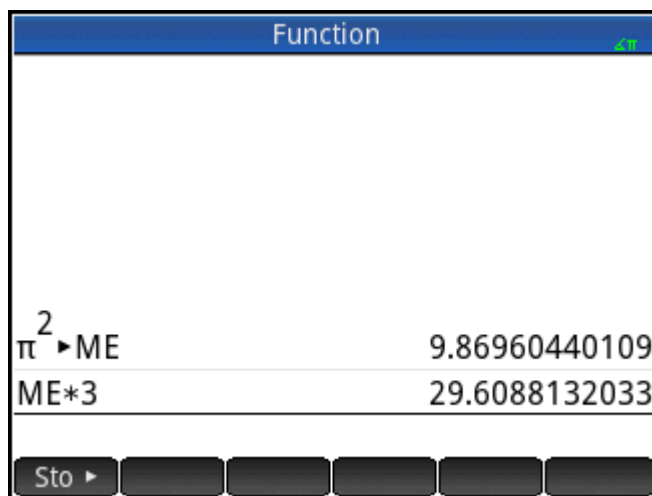 Function
∡π
π²▶ME 9.86960440109
ME*3 29.6088132033
Sto ▶